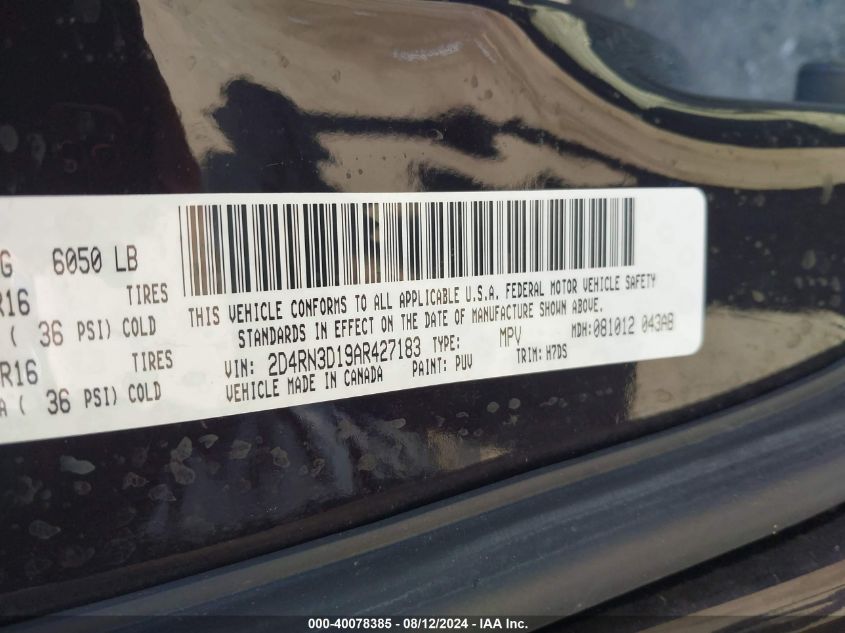 G 6050 LB
R16 TIRES
( 36 PSI) COLD
R16 TIRES
A ( 36 PSI) COLD
THIS VEHICLE CONFORMS TO ALL APPLICABLE U.S.A. FEDERAL MOTOR VEHICLE SAFETY
STANDARDS IN EFFECT ON THE DATE OF MANUFACTURE SHOWN ABOVE.
VIN: 2D4RN3D19AR427183 TYPE: MPV MDH:081012 043AB
VEHICLE MADE IN CANADA PAINT: PUV TRIM: H7DS
000-40078385 - 08/12/2024 - IAA Inc.